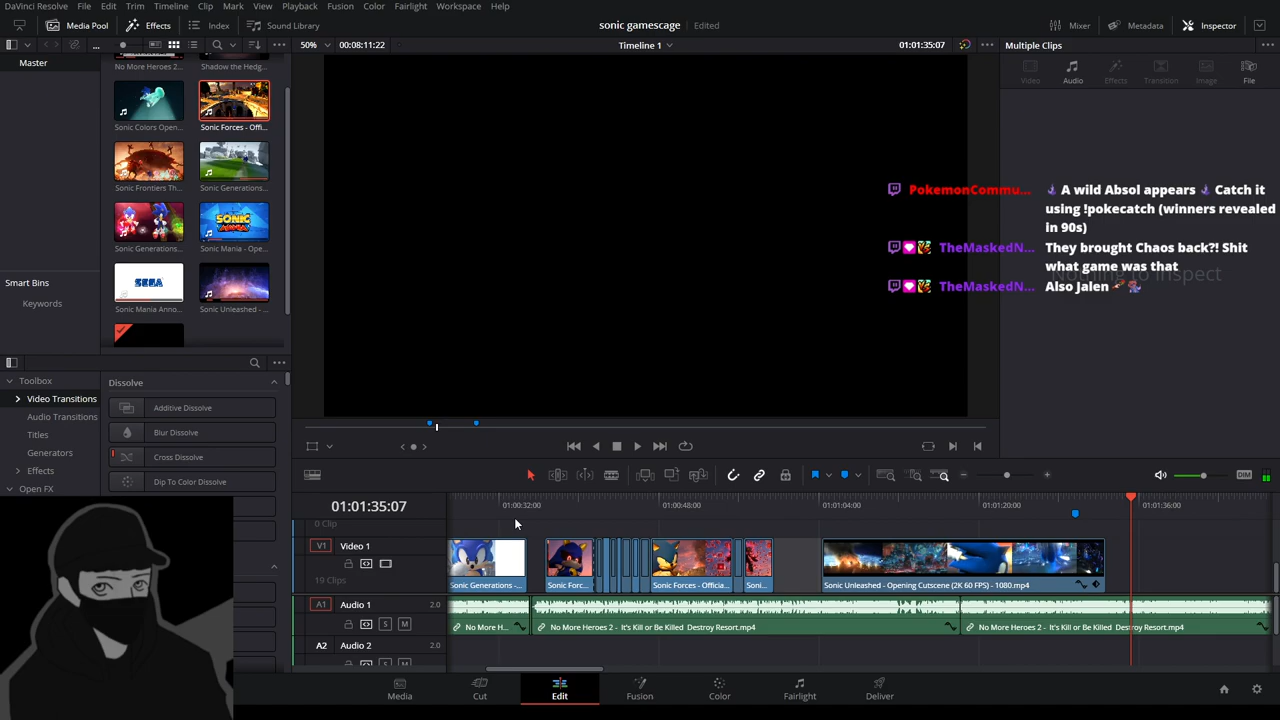 DaVinci Resolve File Edit Trim Timeline Clip Mark View Playback Fusion Color Fairlight Workspace Help
Media Pool Effects Index Sound Library sonic gamescage Edited Mixer Metadata Inspector
... 50% 00:08:11:22 Timeline 1 01:01:35:07 Multiple Clips
Master
No More Heroes 2... Shadow the Hedg...
Video Audio Effects Transition Image File
Sonic Colors Open... Sonic Forces - Offi...
Sonic Frontiers Th... Sonic Generations...
Sonic Generations... Sonic Mania - Ope...
SONIC
MANIA
SEGA
Sonic Mania Anno... Sonic Unleashed - ...
Smart Bins
Keywords
PokemonCommu... A wild Absol appears Catch it
using !pokecatch (winners revealed
in 90s)
TheMaskedN... They brought Chaos back?! Shit
what game was that
Nothing to inspect
TheMaskedN... Also Jalen
Toolbox
Video Transitions
Audio Transitions
Titles
Generators
Effects
Open FX
Dissolve
Additive Dissolve
Blur Dissolve
Cross Dissolve
Dip To Color Dissolve
DIM
01:01:35:07
01:00:32:00 01:00:48:00 01:01:04:00 01:01:20:00 01:01:36:00
0 Clip
V1 Video 1
19 Clips
Sonic Generations -... Sonic Forc... Sonic Forces - Officia... Soni... Sonic Unleashed - Opening Cutscene (2K 60 FPS) - 1080.mp4
A1 Audio 1 2.0
S M
No More H... No More Heroes 2 - It's Kill or Be Killed Destroy Resort.mp4 No More Heroes 2 - It's Kill or Be Killed Destroy Resort.mp4
A2 Audio 2 2.0
S M
Media Cut Edit Fusion Color Fairlight Deliver